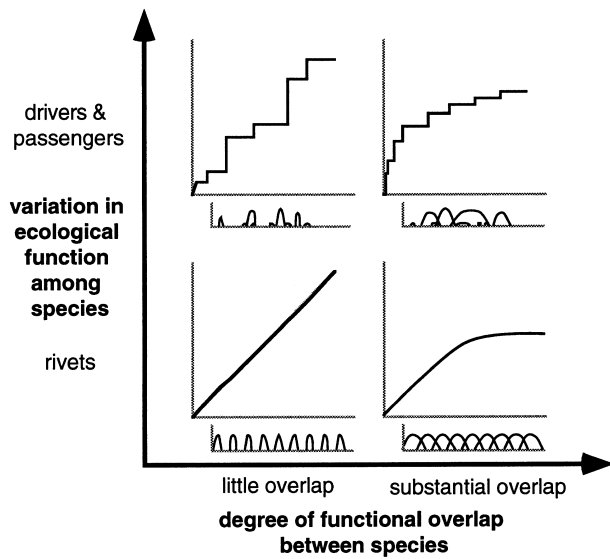 drivers &
passengers
variation in
ecological
function
among
species
rivets
little overlap
substantial overlap
degree of functional overlap
between species